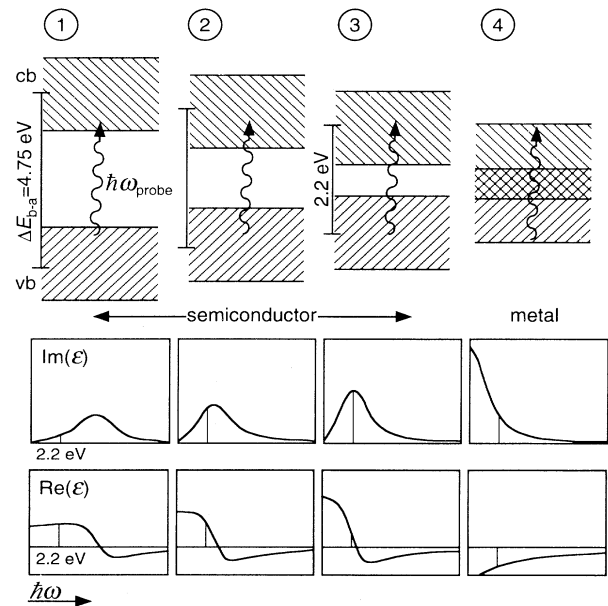 1 2 3 4
cb
ΔE_b-a=4.75 eV
ħω_probe
2.2 eV
vb
semiconductor metal
Im(ε)
2.2 eV
Re(ε)
2.2 eV
ħω